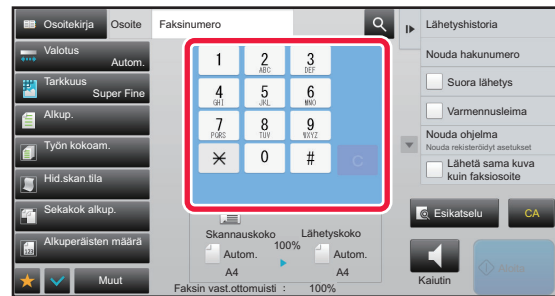 Osoitekirja
Osoite
Faksinumero
Valotus
Autom.
Tarkkuus
Super Fine
Alkup.
Työn kokoam.
Hid.skan.tila
Sekakok alkup.
Alkuperäisten määrä
Muut
1
2
ABC
3
DEF
4
GHI
5
JKL
6
MNO
7
PQRS
8
TUV
9
WXYZ
0
#
C
Skannauskoko
Autom.
A4
100%
Lähetyskoko
Autom.
A4
Faksin vast.ottomuisti : 100%
Lähetyshistoria
Nouda hakunumero
Suora lähetys
Varmennusleima
Nouda ohjelma
Nouda rekisteröidyt asetukset
Lähetä sama kuva
kuin faksiosoite
Esikatselu
CA
Kaiutin
Aloita